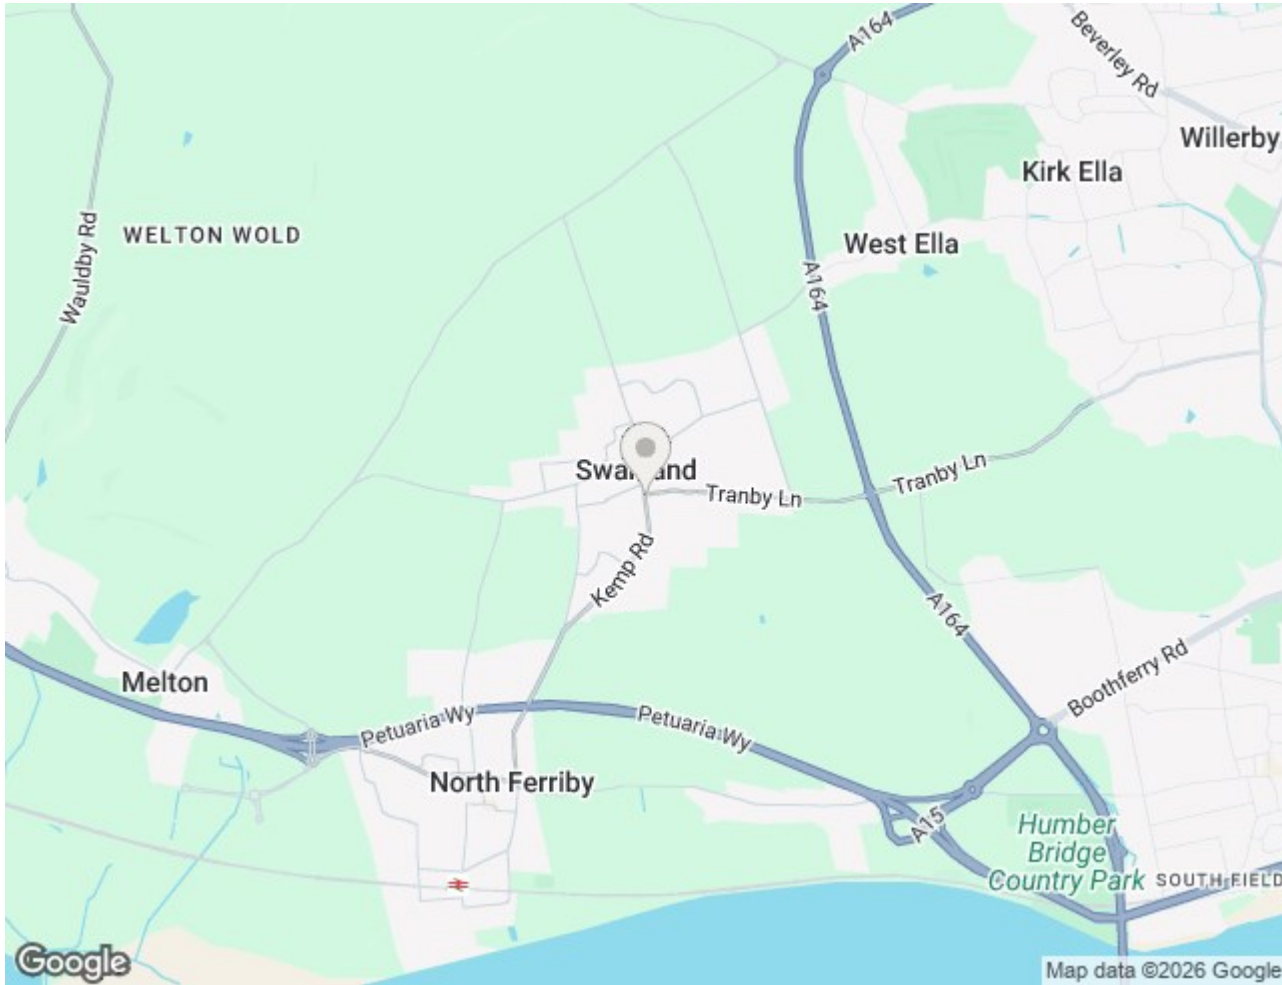 A164
Beverley Rd
Willerby
Kirk Ella
Wauldby Rd
WELTON WOLD
West Ella
A164
Tranby Ln
Tranby Ln
Kemp Rd
A164
Boothferry Rd
Melton
Petuaria Wy
Petuaria Wy
North Ferriby
A15
Humber
Bridge
Country Park
SOUTH FIELD
Google
Map data ©2026 Google